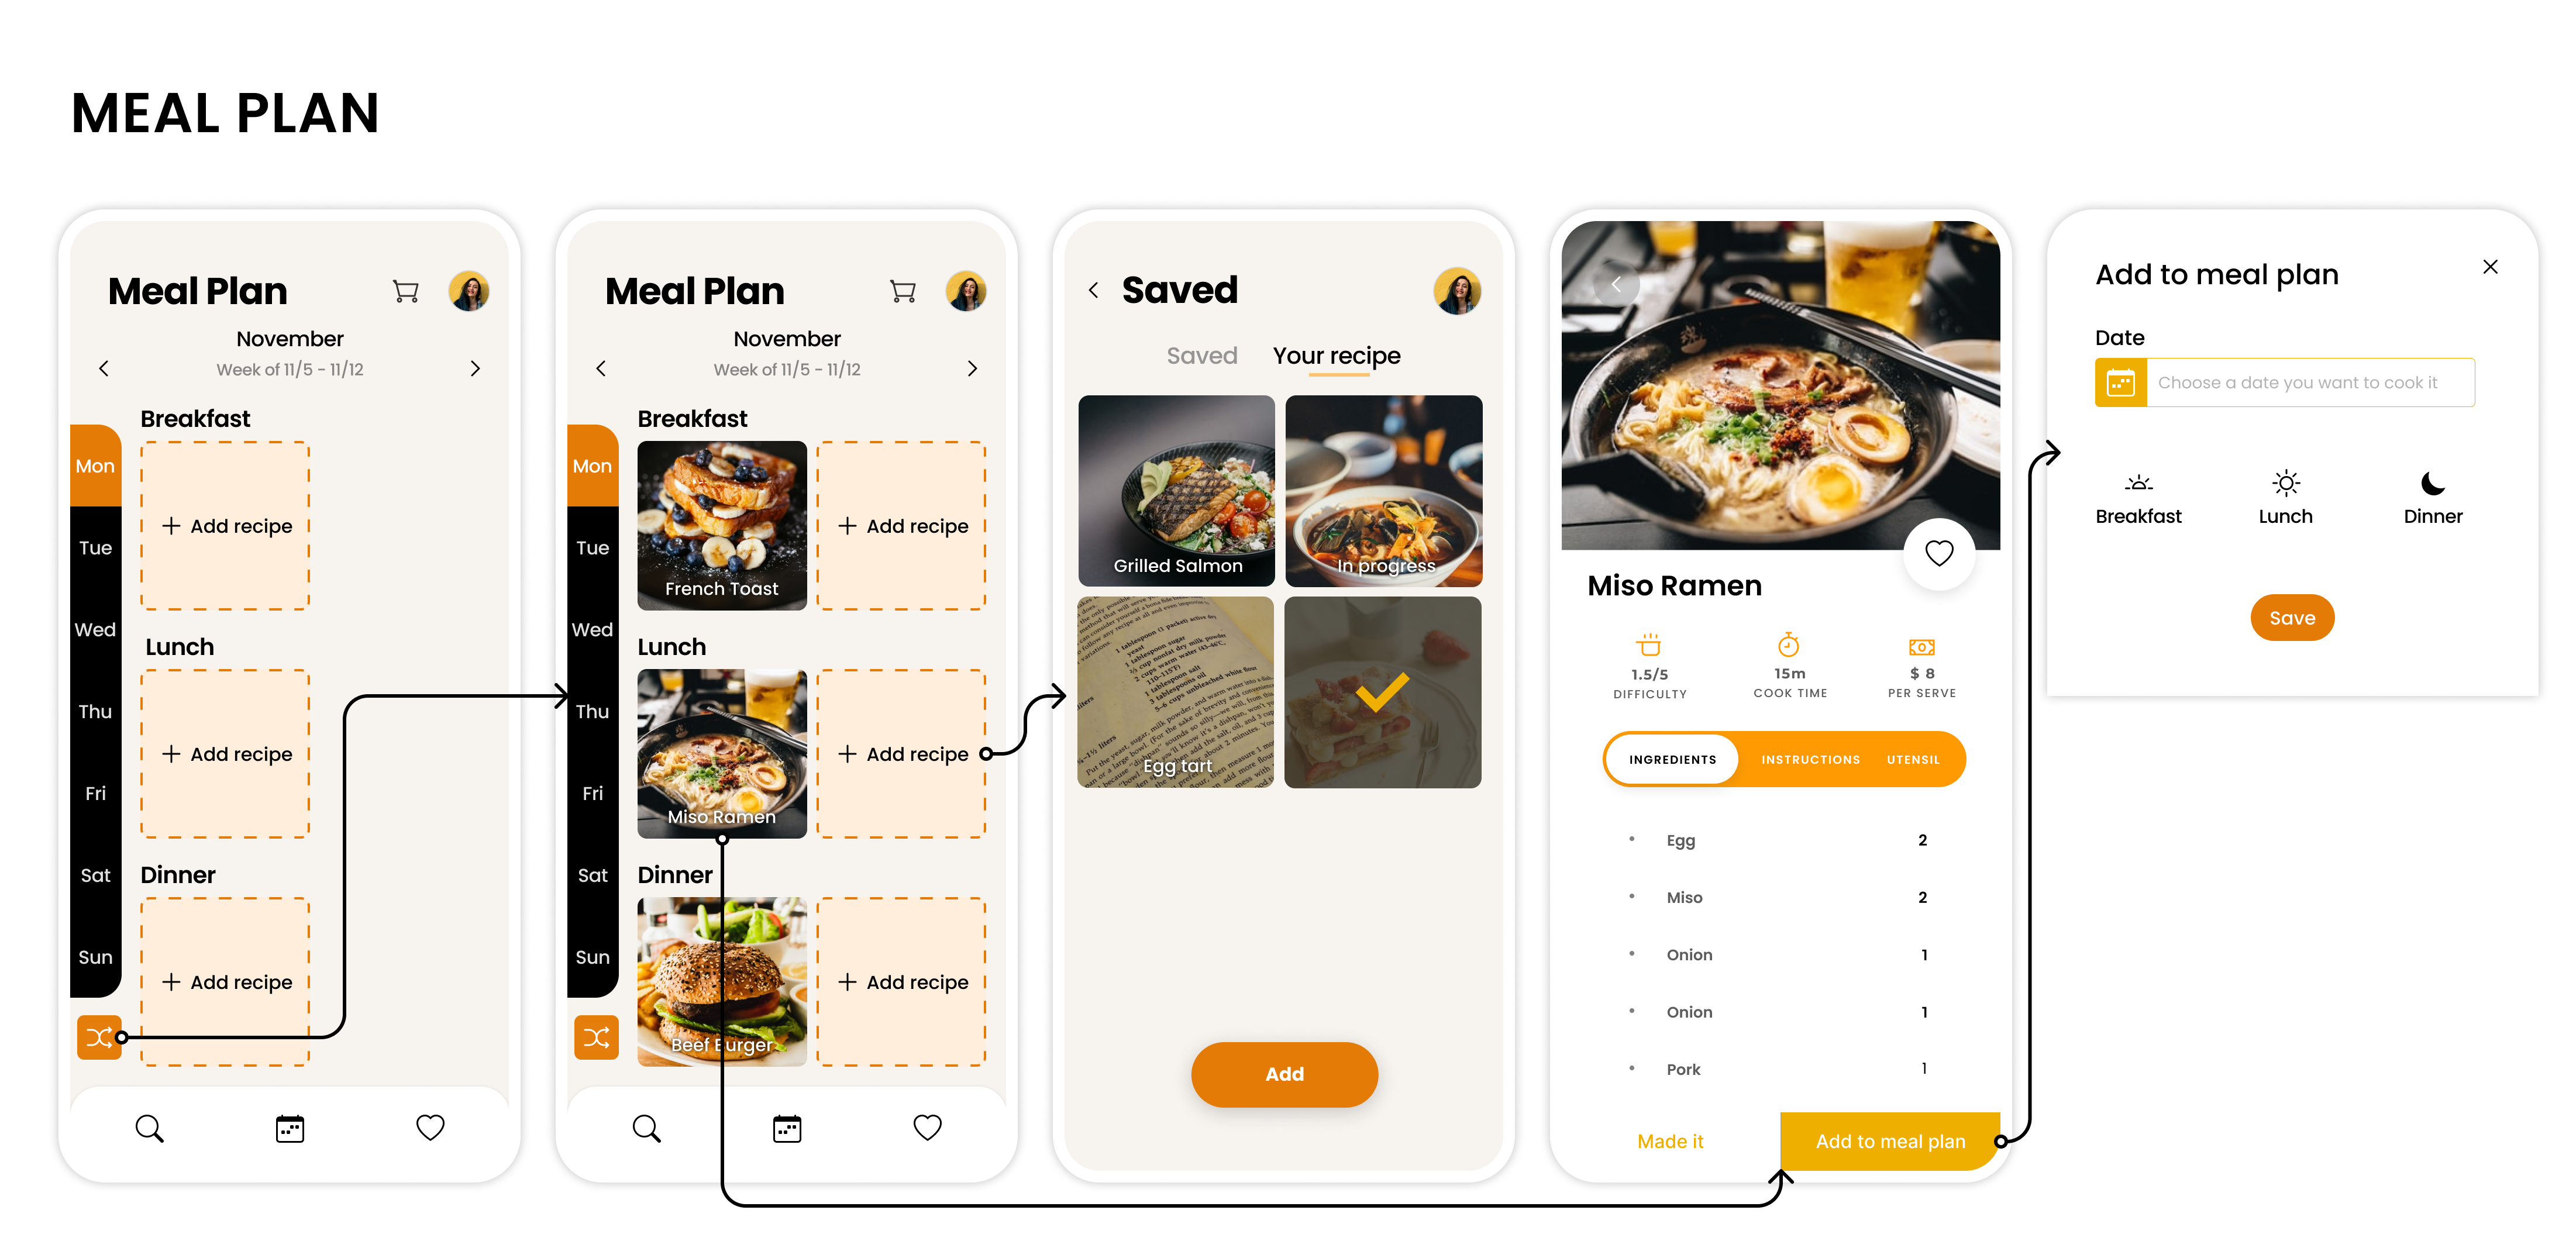 MEAL PLAN
Meal Plan
November
Week of 11/5 - 11/12
Breakfast
Mon
+ Add recipe
Tue
Wed
Lunch
Thu
+ Add recipe
Fri
Sat
Dinner
Sun
+ Add recipe
Meal Plan
November
Week of 11/5 - 11/12
Breakfast
Mon
+ Add recipe
Tue
French Toast
Wed
Lunch
Thu
+ Add recipe
Fri
Miso Ramen
Sat
Dinner
Sun
+ Add recipe
Beef Burger
Saved
Saved Your recipe
Grilled Salmon
In progress
1 tablespoon sugar
1 tablespoon salt
Egg tart
Add
Miso Ramen
1.5/5
DIFFICULTY
15m
COOK TIME
$ 8
PER SERVE
INGREDIENTS INSTRUCTIONS UTENSIL
• Egg 2
• Miso 2
• Onion 1
• Onion 1
• Pork 1
Made it
Add to meal plan
Add to meal plan
Date
Choose a date you want to cook it
Breakfast
Lunch
Dinner
Save